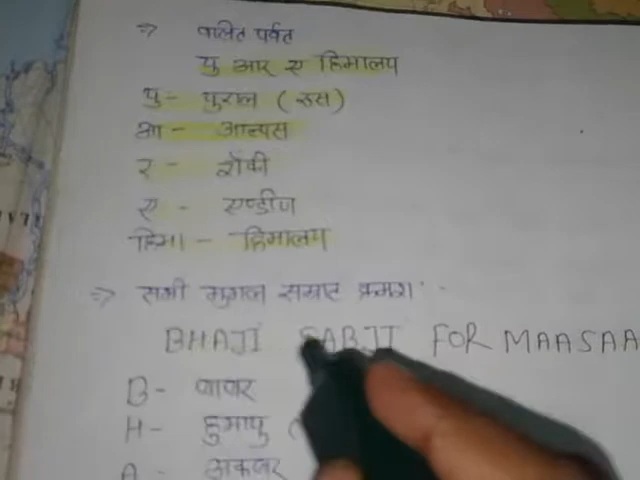 ⇒ वलित पर्वत
यु आर ए हिमालय
यु - युराल (रुस)
आ - आल्पस
र - रॉकी
ए - एण्डीज
हिमा - हिमालय
⇒ सभी मुगल सम्राट क्रमश: -
BHAJI SABJI FOR MAASAA
B - बाबर
H - हुमायु (
A - अकबर